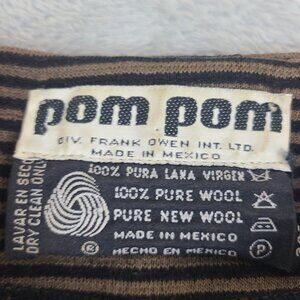 pom pom
DIV. FRANK OWEN INT. LTD.
MADE IN MEXICO
LAVAR EN SECO
DRY CLEAN ONLY
100% PURA LANA VIRGEN
100% PURE WOOL
PURE NEW WOOL
MADE IN MEXICO
HECHO EN MEXICO
P